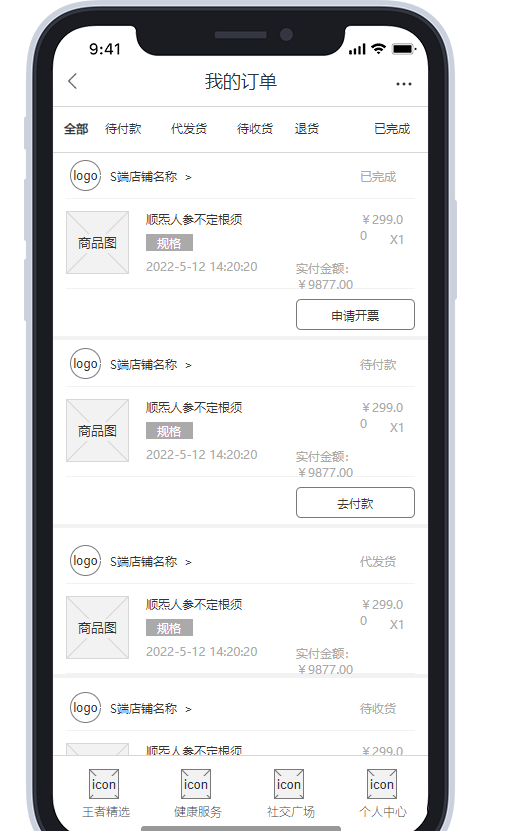 9:41
我的订单
全部 待付款 代发货 待收货 退货 已完成
logo S端店铺名称 > 已完成
商品图
顺炁人参不定根须
¥299.0
0
X1
规格
2022-5-12 14:20:20
实付金额:
¥9877.00
申请开票
logo S端店铺名称 > 待付款
商品图
顺炁人参不定根须
¥299.0
0
X1
规格
2022-5-12 14:20:20
实付金额:
¥9877.00
去付款
logo S端店铺名称 > 代发货
商品图
顺炁人参不定根须
¥299.0
0
X1
规格
2022-5-12 14:20:20
实付金额:
¥9877.00
logo S端店铺名称 > 待收货
顺炁人参不定根须
¥299.0
icon icon icon icon
王者精选 健康服务 社交广场 个人中心